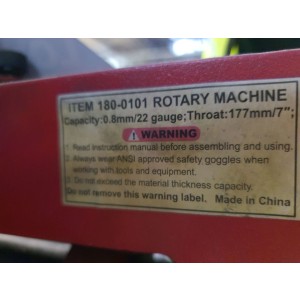 ITEM 180-0101 ROTARY MACHINE
Capacity:0.8mm/22 gauge;Throat:177mm/7";
WARNING
1. Read instruction manual before assembling and using.
2. Always wear ANSI approved safety goggles when
working with tools and equipment.
3. Do not exceed the material thickness capacity.
Do not remove this warning label. Made in China